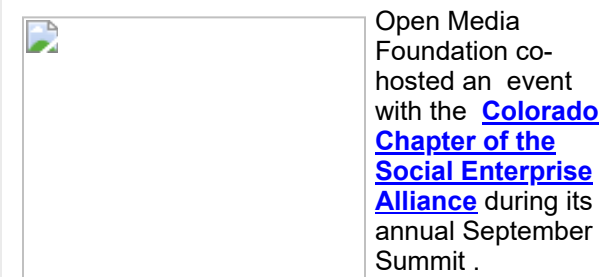 Open Media
Foundation co-
hosted an  event
with the  Colorado
Chapter of the
Social Enterprise
Alliance during its
annual September
Summit .